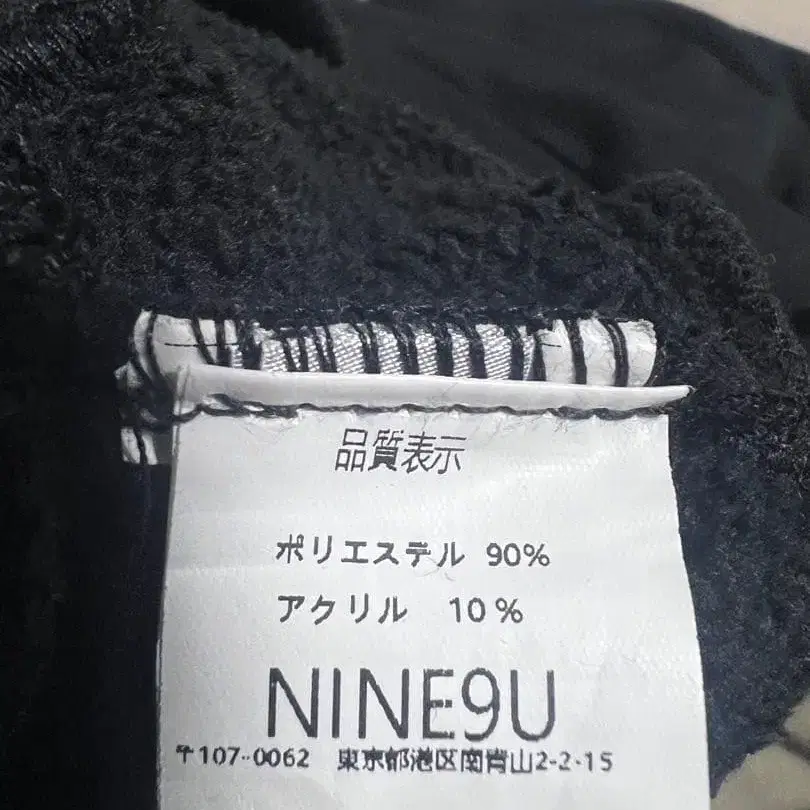 品質表示
ポリエステル 90%
アクリル 10%
NINE9U
〒107-0062 東京都港区南青山2-2-15